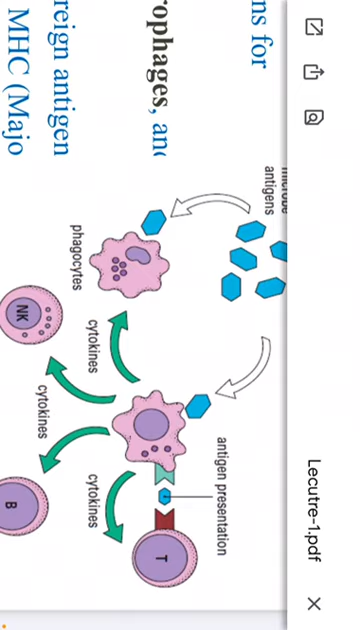 Lecutre-1.pdf
ns for
rophages, and
reign antigen
MHC (Majo
microbe
antigens
phagocytes
cytokines
antigen presentation
NK
cytokines
cytokines
T
B